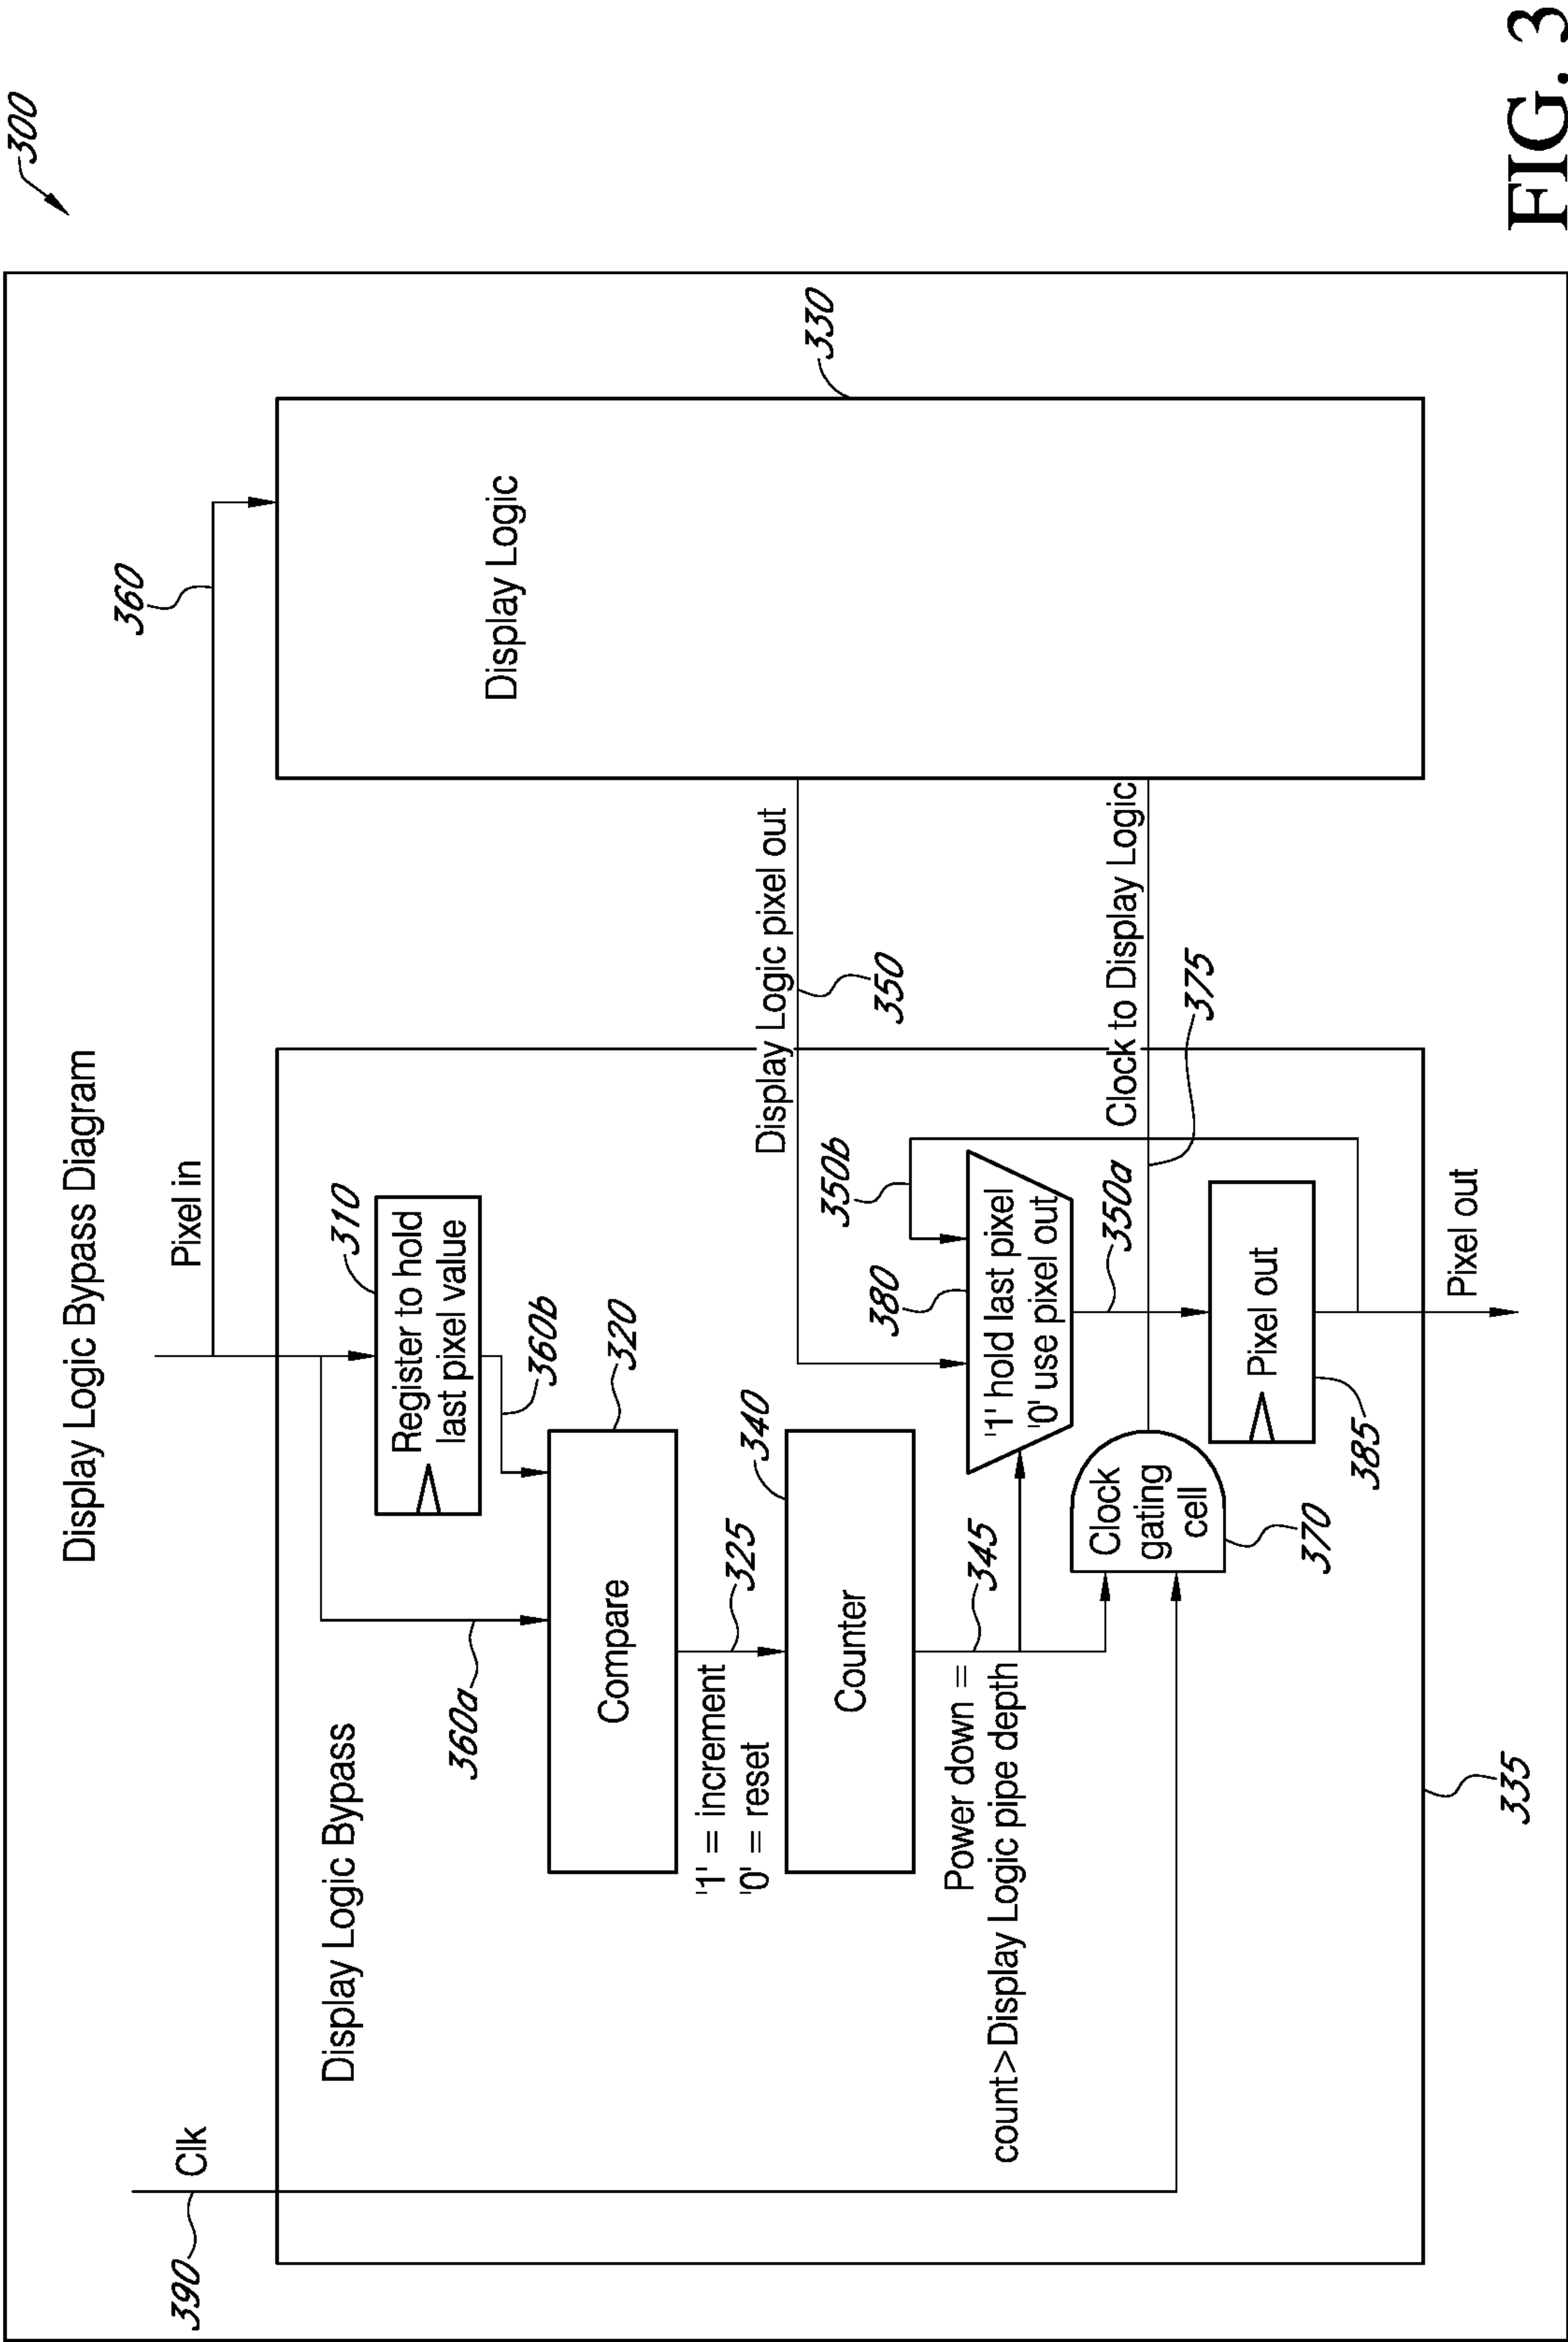 300
Display Logic Bypass Diagram
390
Clk
Pixel in
360
Display Logic Bypass
310
Register to hold
last pixel value
360a
360b
Compare
320
'1' = increment
'0' = reset
325
340
Counter
Power down =
count>Display Logic pipe depth
345
Display Logic pixel out
350
350b
380
'1' hold last pixel
'0' use pixel out
350a
Clock
gating
cell
370
Clock to Display Logic
375
Pixel out
385
Pixel out
335
Display Logic
330
FIG. 3